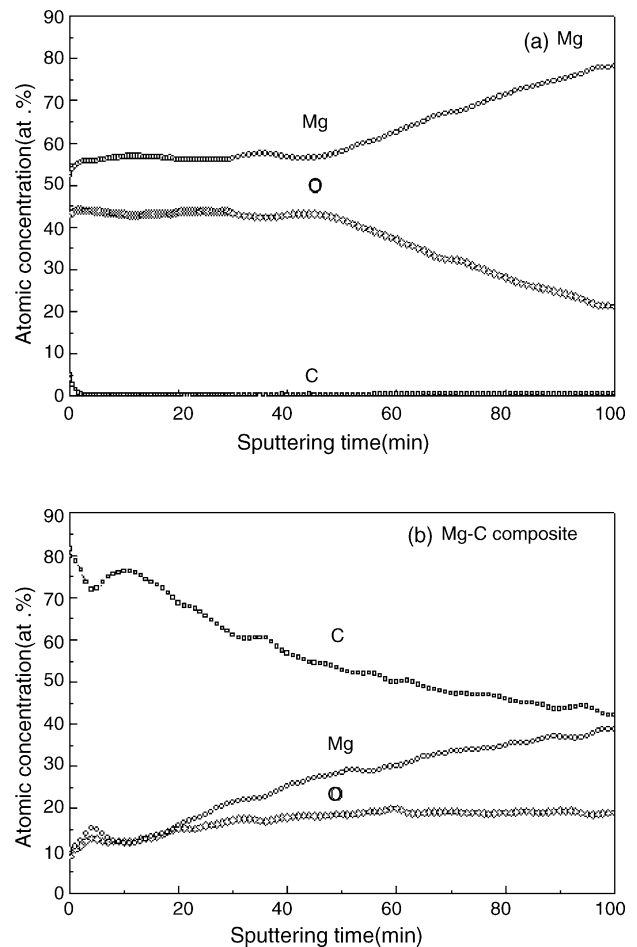 90
(a) Mg
80
70
Mg
60
O
50
40
30
20
10
C
0
0 20 40 60 80 100
Atomic concentration(at .%)
Sputtering time(min)
90
(b) Mg-C composite
80
70
C
60
50
40
Mg
30
O
20
10
0
0 20 40 60 80 100
Atomic concentration(at .%)
Sputtering time(min)